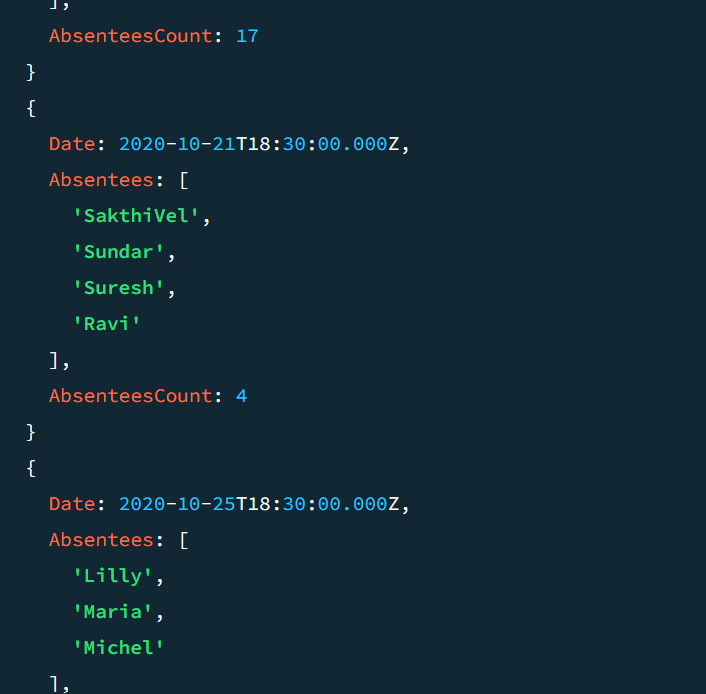 ],
AbsenteesCount: 17
}
{
Date: 2020-10-21T18:30:00.000Z,
Absentees: [
'SakthiVel',
'Sundar',
'Suresh',
'Ravi'
],
AbsenteesCount: 4
}
{
Date: 2020-10-25T18:30:00.000Z,
Absentees: [
'Lilly',
'Maria',
'Michel'
],